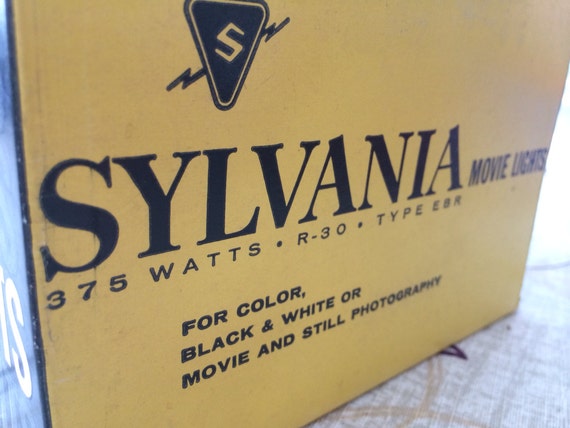 S
SYLVANIA MOVIE LIGHTS
375 WATTS • R-30 • TYPE EBR
FOR COLOR,
BLACK & WHITE OR
MOVIE AND STILL PHOTOGRAPHY